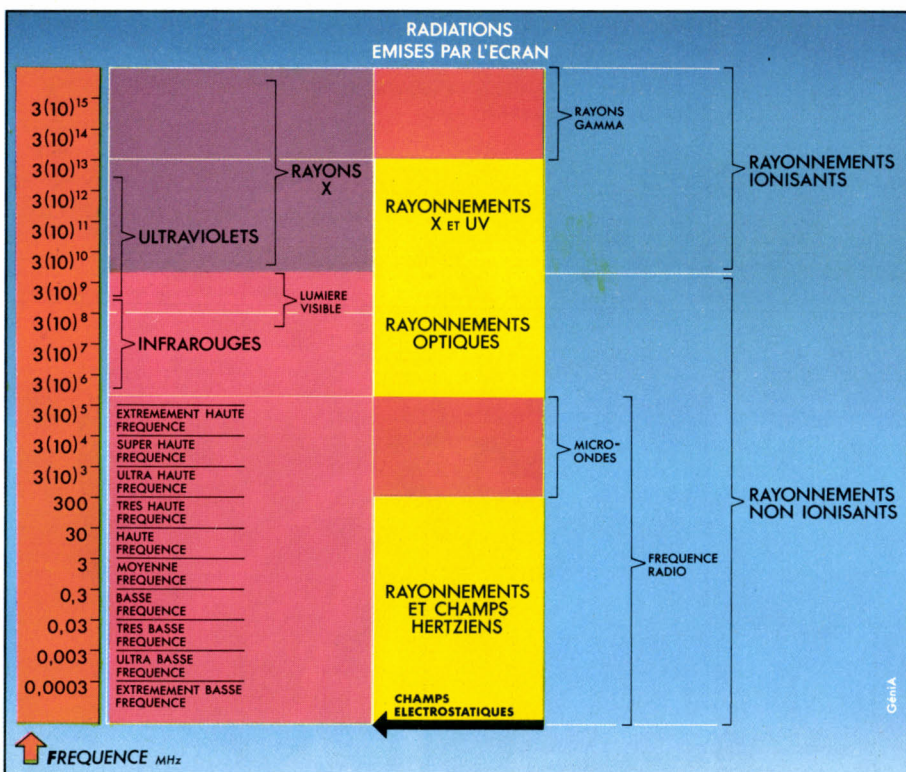 RADIATIONS
EMISES PAR L'ECRAN
3(10)¹⁵
3(10)¹⁴
3(10)¹³
3(10)¹²
3(10)¹¹
3(10)¹⁰
3(10)⁹
3(10)⁸
3(10)⁷
3(10)⁶
3(10)⁵
3(10)⁴
3(10)³
300
30
3
0,3
0,03
0,003
0,0003
FREQUENCE MHz
RAYONS
X
ULTRAVIOLETS
LUMIERE
VISIBLE
INFRAROUGES
EXTREMEMENT HAUTE
FREQUENCE
SUPER HAUTE
FREQUENCE
ULTRA HAUTE
FREQUENCE
TRES HAUTE
FREQUENCE
HAUTE
FREQUENCE
MOYENNE
FREQUENCE
BASSE
FREQUENCE
TRES BASSE
FREQUENCE
ULTRA BASSE
FREQUENCE
EXTREMEMENT BASSE
FREQUENCE
RAYONNEMENTS
X ET UV
RAYONNEMENTS
OPTIQUES
RAYONNEMENTS
ET CHAMPS
HERTZIENS
CHAMPS
ELECTROSTATIQUES
RAYONS
GAMMA
MICRO-
ONDES
FREQUENCE
RADIO
RAYONNEMENTS
IONISANTS
RAYONNEMENTS
NON IONISANTS
GéniA